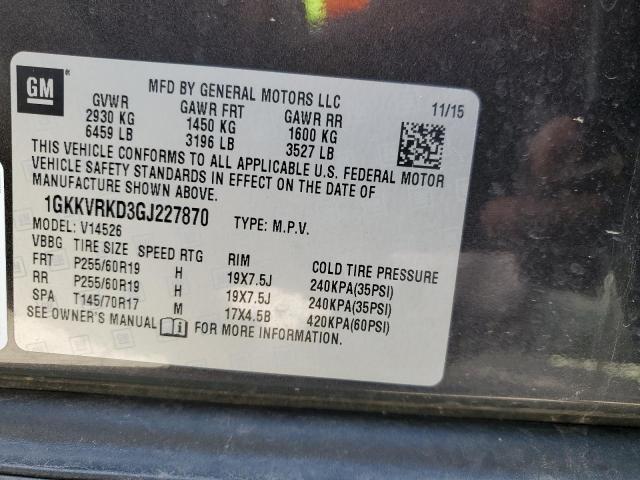 GM
MFD BY GENERAL MOTORS LLC
11/15
GVWR GAWR FRT GAWR RR
2930 KG 1450 KG 1600 KG
6459 LB 3196 LB 3527 LB
THIS VEHICLE CONFORMS TO ALL APPLICABLE U.S. FEDERAL MOTOR
VEHICLE SAFETY STANDARDS IN EFFECT ON THE DATE OF
MANUFACTURE SHOWN ABOVE.
1GKKVRKD3GJ227870 TYPE: M.P.V.
MODEL: V14526
VBBG TIRE SIZE SPEED RTG RIM COLD TIRE PRESSURE
FRT P255/60R19 H 19X7.5J 240KPA(35PSI)
RR P255/60R19 H 19X7.5J 240KPA(35PSI)
SPA T145/70R17 M 17X4.5B 420KPA(60PSI)
SEE OWNER'S MANUAL FOR MORE INFORMATION.